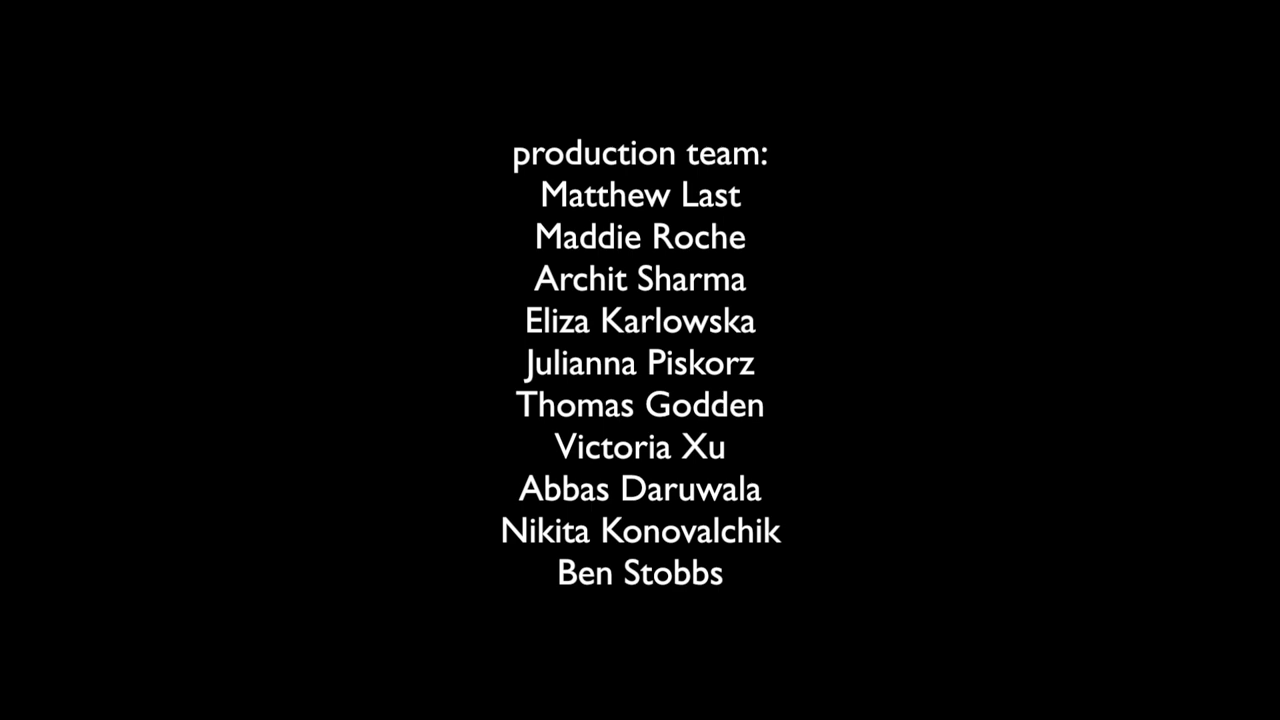 production team:
Matthew Last
Maddie Roche
Archit Sharma
Eliza Karlowska
Julianna Piskorz
Thomas Godden
Victoria Xu
Abbas Daruwala
Nikita Konovalchik
Ben Stobbs